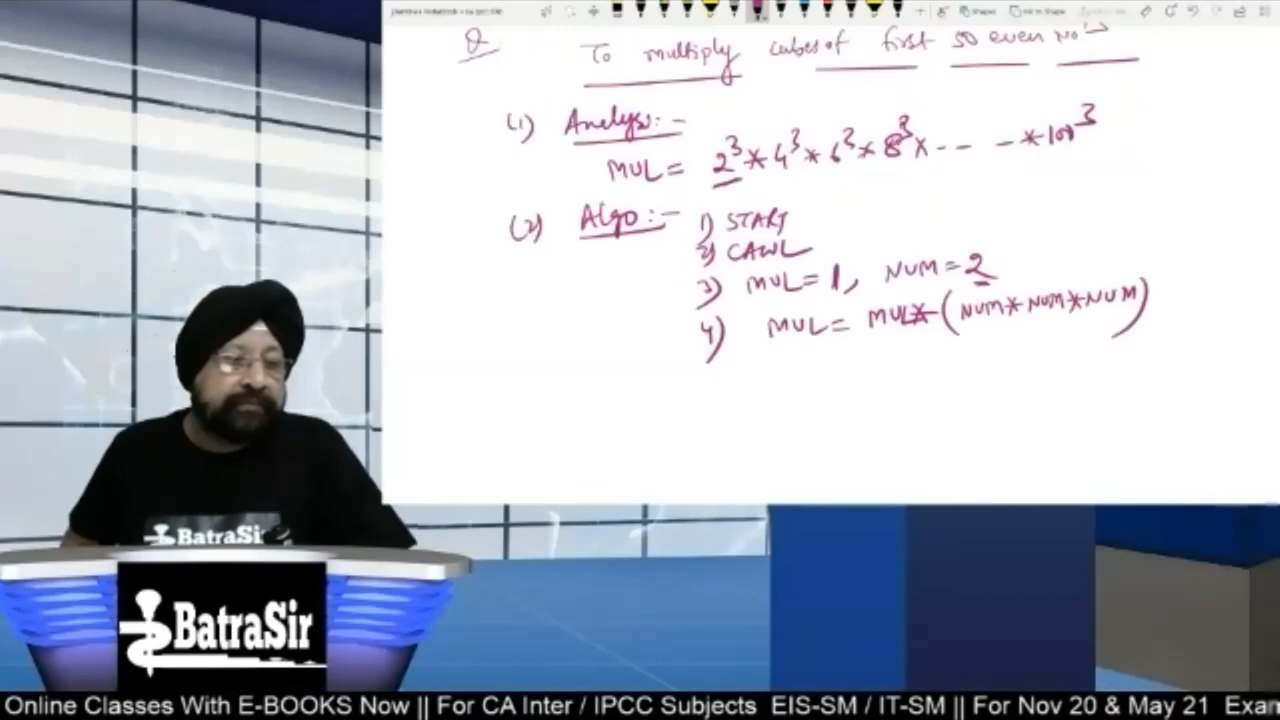 Q To multiply cubes of first 50 even no's
(1) Analysis:-
MUL = 2³ * 4³ * 6³ * 8³ * - - - * 100³
(2) Algo:- 1) START
2) CAWL
3) MUL = 1, NUM = 2
4) MUL = MUL * (NUM * NUM * NUM)
BatraSir
BatraSir
Online Classes With E-BOOKS Now || For CA Inter / IPCC Subjects EIS-SM / IT-SM || For Nov 20 & May 21 Exan